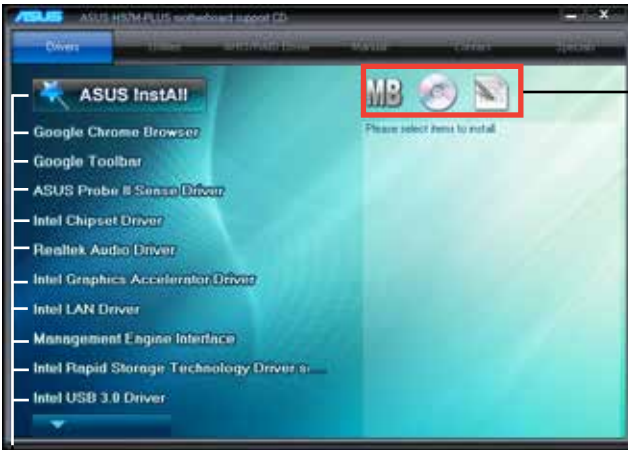 ASUS H97M-PLUS motherboard support CD
Drivers Utilities Manual Contact Specials
ASUS InstAll
MB
Please select items to install.
Google Chrome Browser
Google Toolbar
ASUS Probe II Sense Driver
Intel Chipset Driver
Realtek Audio Driver
Intel Graphics Accelerator Driver
Intel LAN Driver
Management Engine Interface
Intel Rapid Storage Technology Driver
Intel USB 3.0 Driver